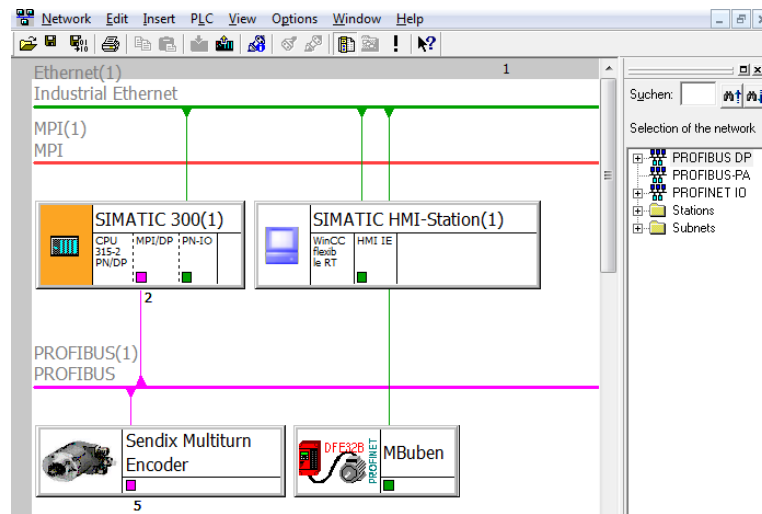 Network Edit Insert PLC View Options Window Help
Ethernet(1)
Industrial Ethernet
1
MPI(1)
MPI
SIMATIC 300(1)
CPU 315-2 PN/DP
MPI/DP
PN-IO
2
SIMATIC HMI-Station(1)
WinCC flexib le RT
HMI IE
PROFIBUS(1)
PROFIBUS
Sendix Multiturn
Encoder
5
DFE32B
PROFINET
MBuben
Suchen:
Selection of the network
PROFIBUS DP
PROFIBUS-PA
PROFINET IO
Stations
Subnets